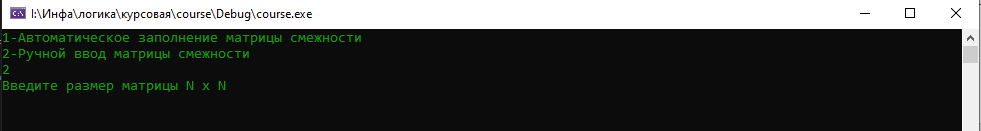 I:\Инфа\логика\курсовая\course\Debug\course.exe
1-Автоматическое заполнение матрицы смежности
2-Ручной ввод матрицы смежности
2
Введите размер матрицы N x N